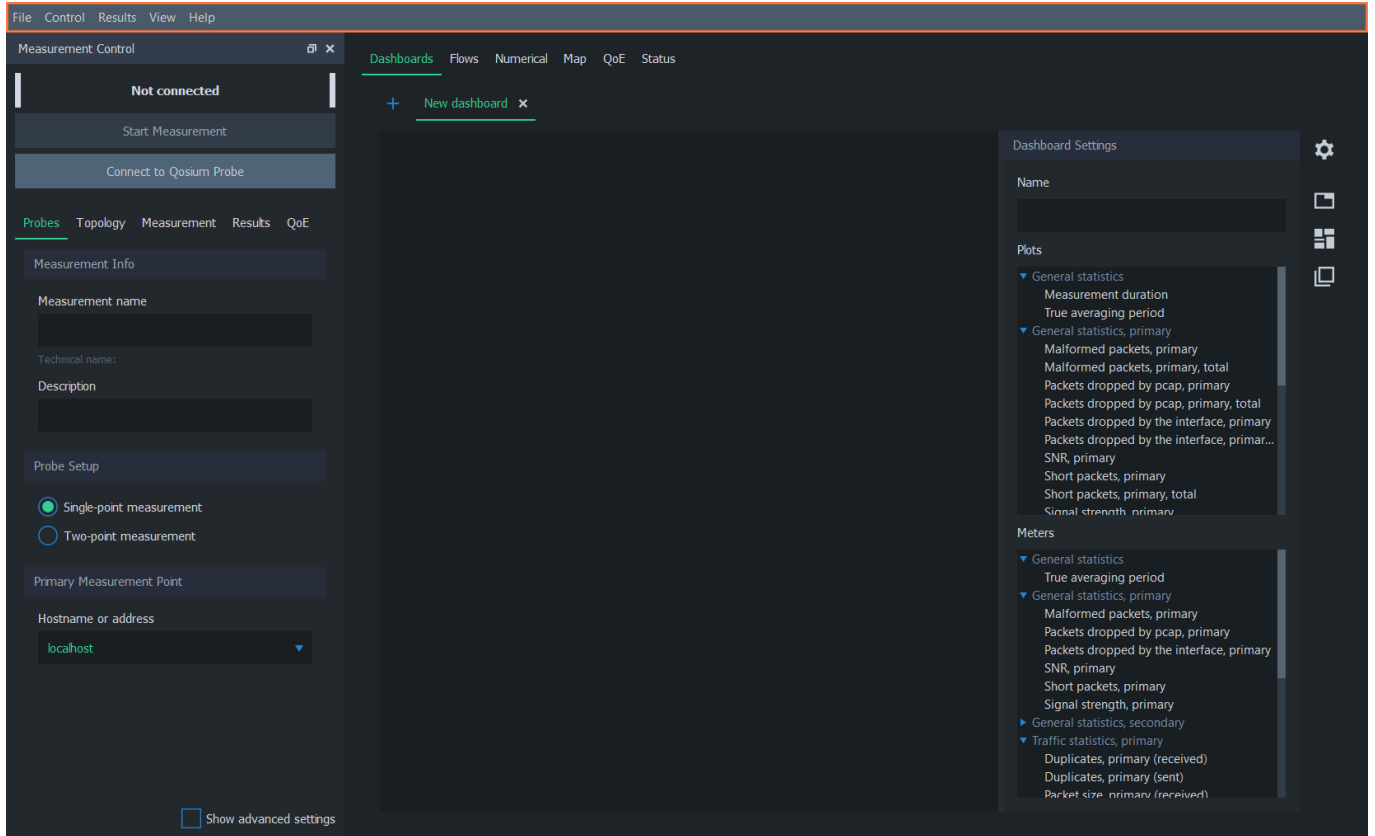 File Control Results View Help
Measurement Control
Not connected
Start Measurement
Connect to Qosium Probe
Probes Topology Measurement Results QoE
Measurement Info
Measurement name
Technical name:
Description
Probe Setup
Single-point measurement
Two-point measurement
Primary Measurement Point
Hostname or address
localhost
Show advanced settings
Dashboards Flows Numerical Map QoE Status
+ New dashboard ×
Dashboard Settings
Name
Plots
General statistics
Measurement duration
True averaging period
General statistics, primary
Malformed packets, primary
Malformed packets, primary, total
Packets dropped by pcap, primary
Packets dropped by pcap, primary, total
Packets dropped by the interface, primary
Packets dropped by the interface, primar...
SNR, primary
Short packets, primary
Short packets, primary, total
Signal strength, primary
Meters
General statistics
True averaging period
General statistics, primary
Malformed packets, primary
Packets dropped by pcap, primary
Packets dropped by the interface, primary
SNR, primary
Short packets, primary
Signal strength, primary
General statistics, secondary
Traffic statistics, primary
Duplicates, primary (received)
Duplicates, primary (sent)
Packet size, primary (received)